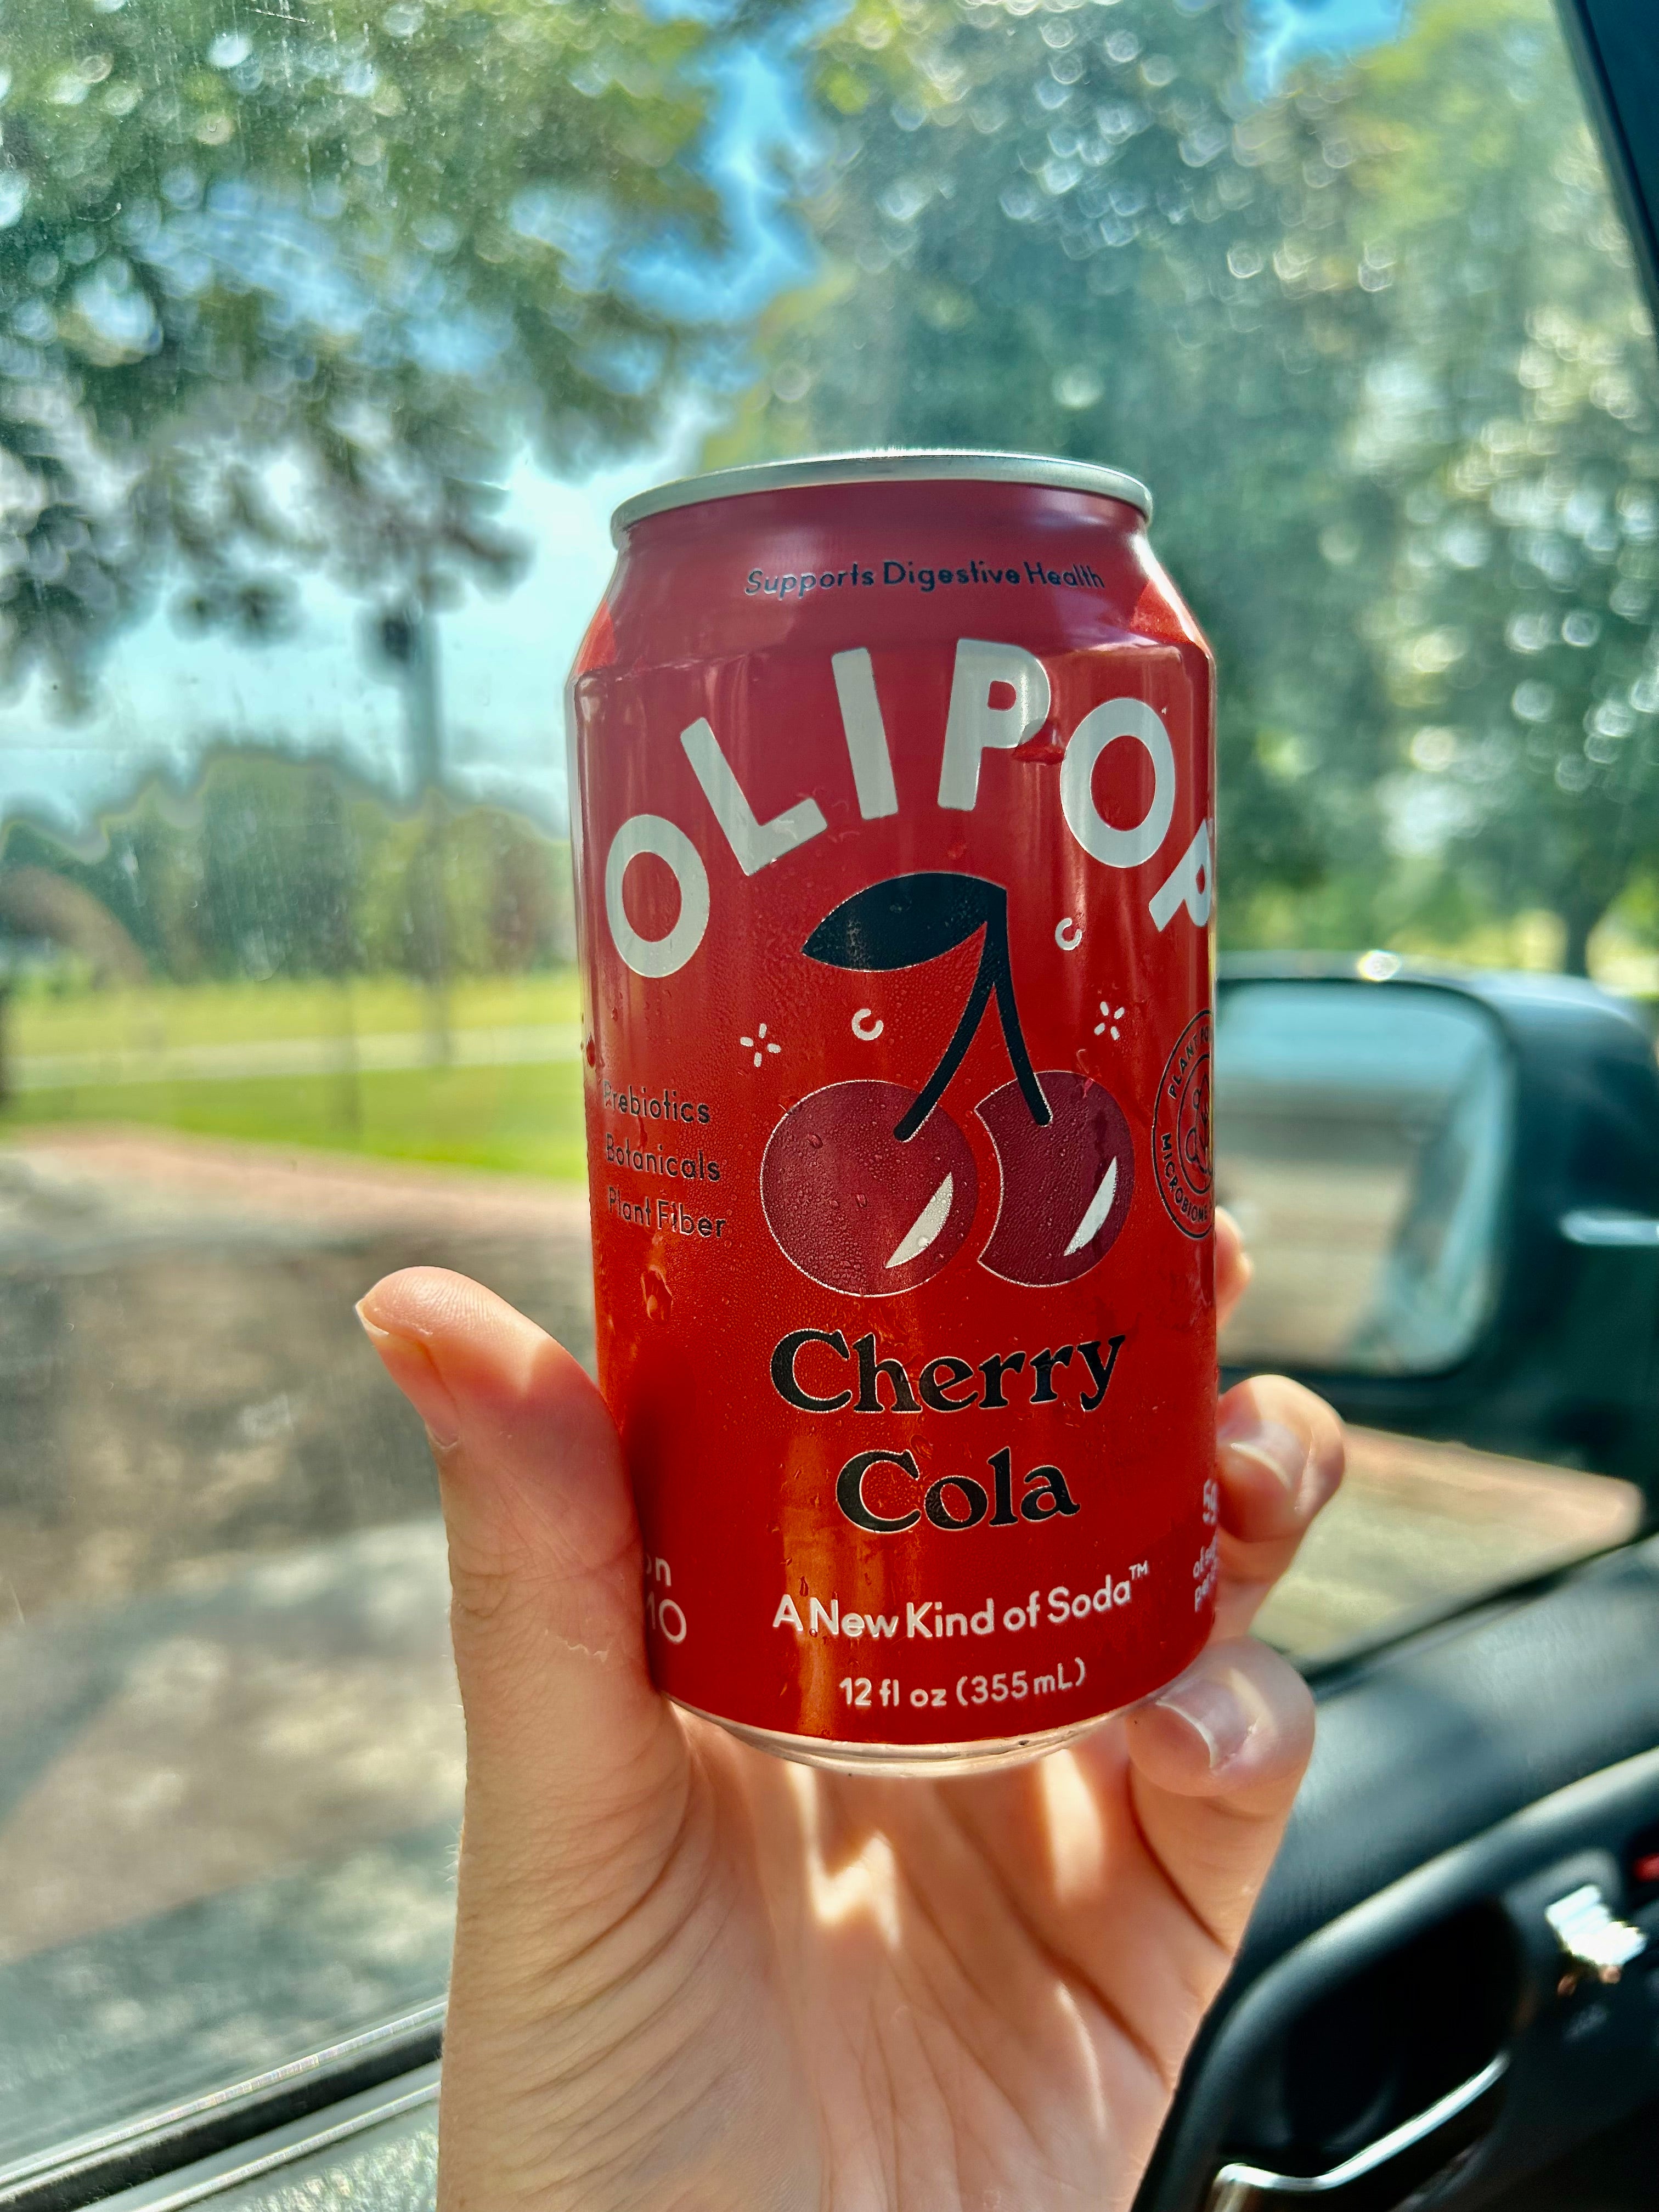 Supports Digestive Health
OLIPOP
Prebiotics
Botanicals
Plant Fiber
MICROBIOME
Cherry
Cola
A New Kind of Soda™
12 fl oz (355 mL)